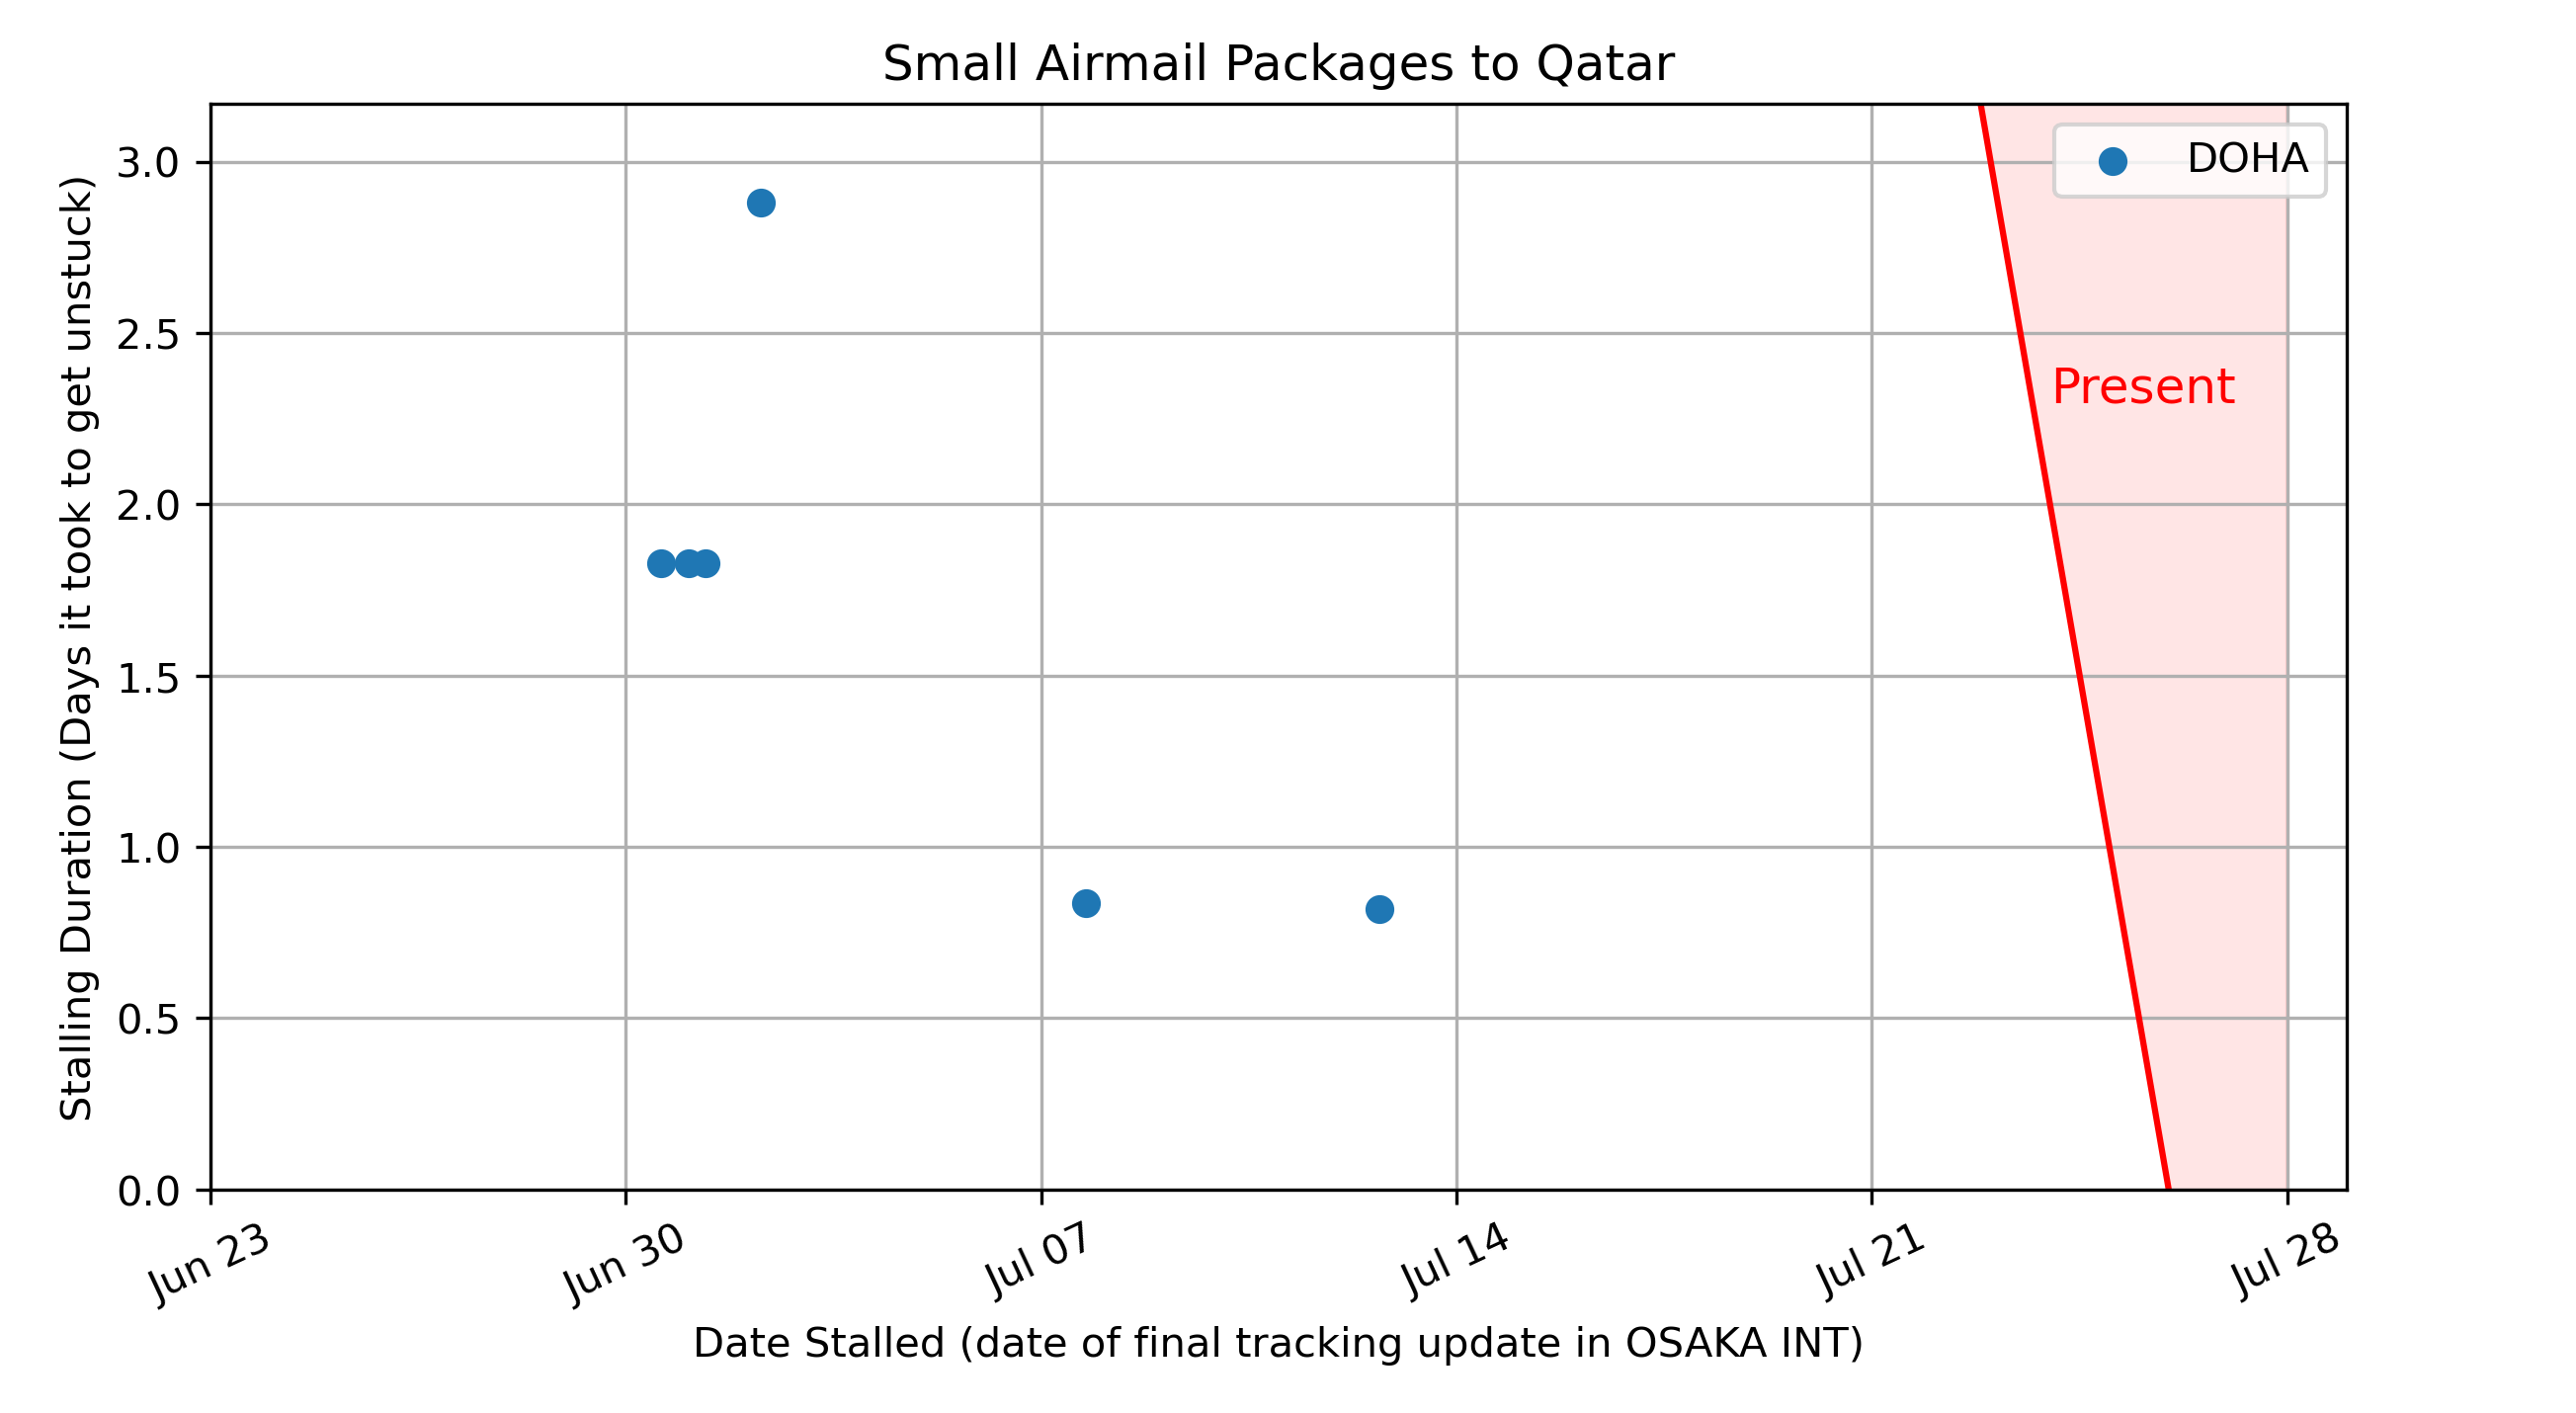 Small Airmail Packages to Qatar
DOHA
Present
3.0
2.5
2.0
1.5
1.0
0.5
0.0
Stalling Duration (Days it took to get unstuck)
Jun 23
Jun 30
Jul 07
Jul 14
Jul 21
Jul 28
Date Stalled (date of final tracking update in OSAKA INT)